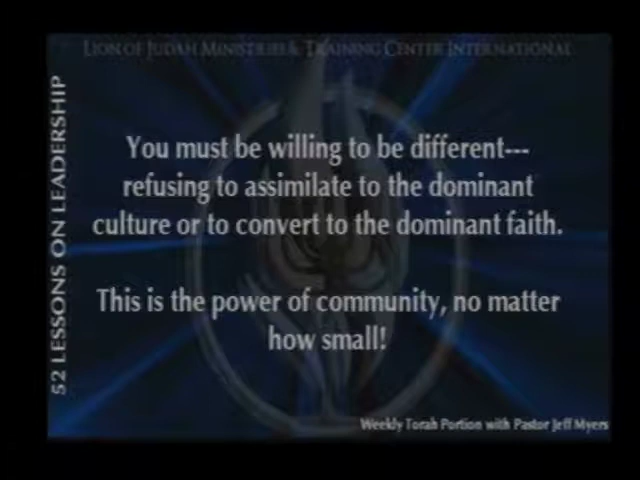 LION OF JUDAH MINISTRIES & TRAINING CENTER INTERNATIONAL
52 LESSONS ON LEADERSHIP
You must be willing to be different---
refusing to assimilate to the dominant
culture or to convert to the dominant faith.
This is the power of community, no matter
how small!
Weekly Torah Portion with Pastor Jeff Myers